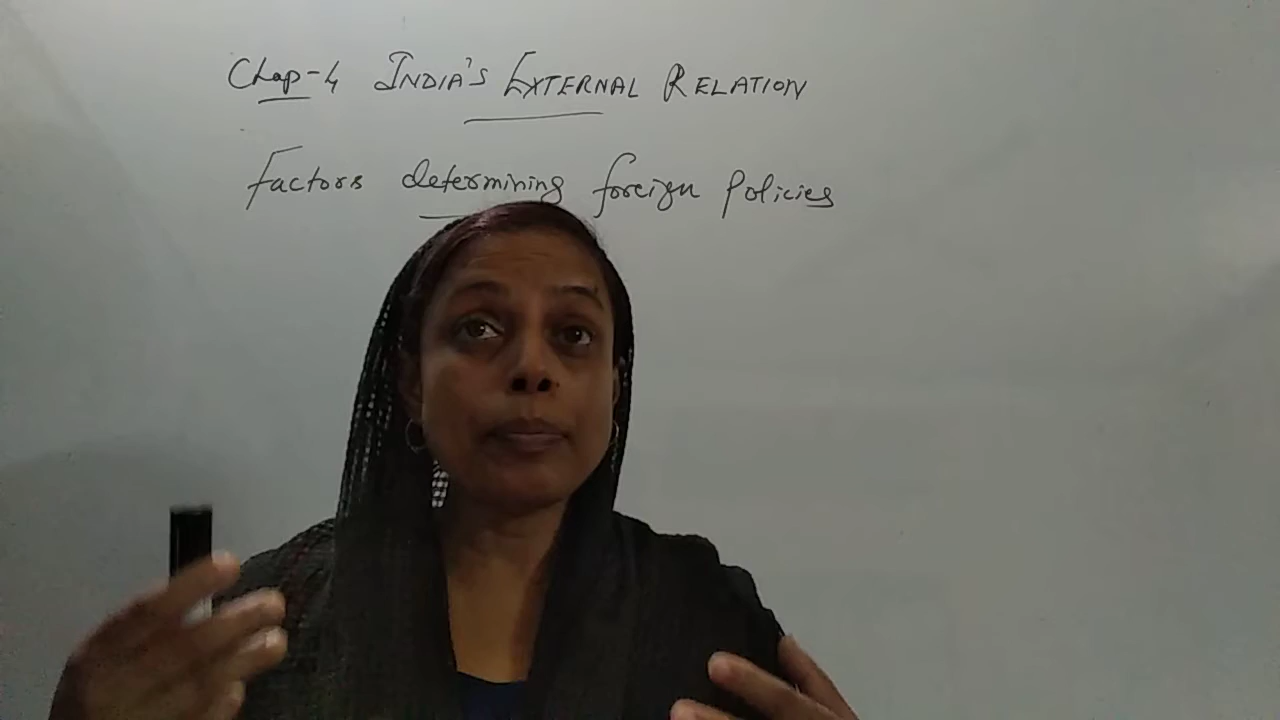 Chap-4 INDIA'S EXTERNAL RELATION
Factors determining foreign Policies